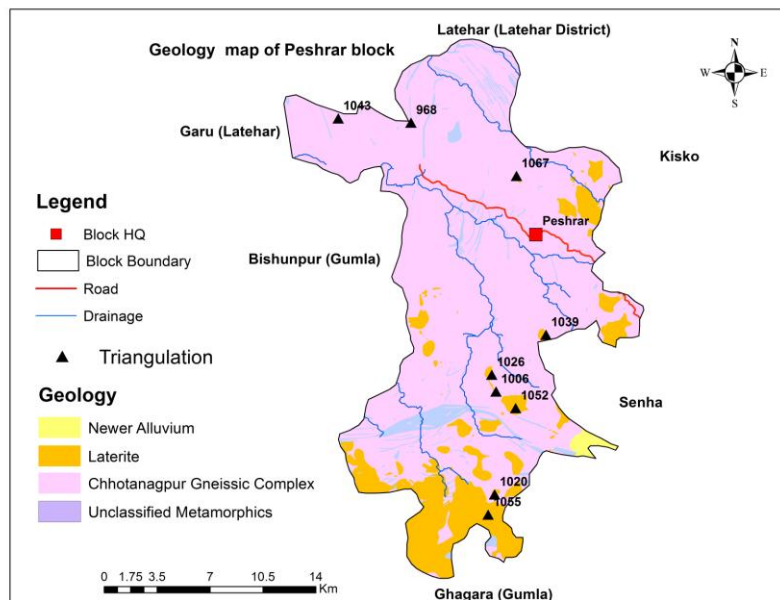 Latehar (Latehar District)
Geology map of Peshrar block
N
W E
S
1043
968
Garu (Latehar)
Kisko
1067
Legend
Peshrar
Block HQ
Block Boundary
Bishunpur (Gumla)
Road
Drainage
1039
Triangulation
1026
1006
1052
Senha
Geology
Newer Alluvium
Laterite
Chhotanagpur Gneissic Complex
1020
Unclassified Metamorphics
1055
0 1.75 3.5 7 10.5 14
Km
Ghagara (Gumla)